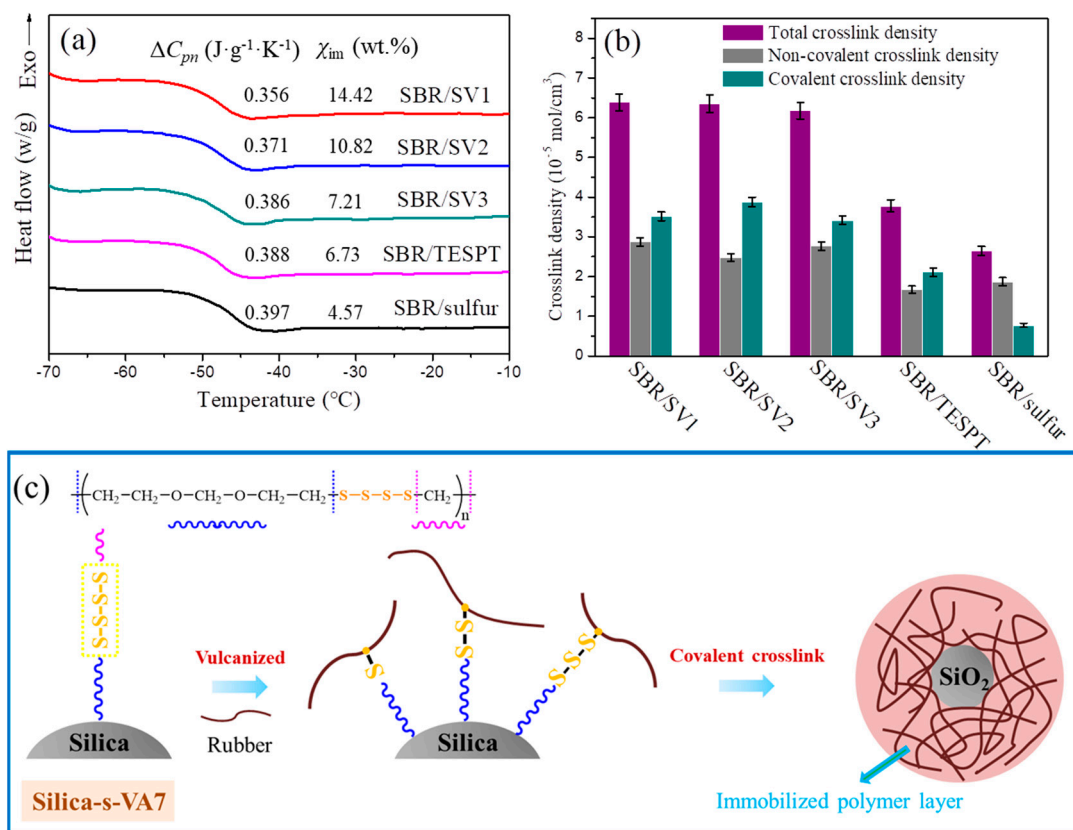 (a)
ΔCpn (J·g⁻¹·K⁻¹) χim (wt.%)
0.356 14.42 SBR/SV1
0.371 10.82 SBR/SV2
0.386 7.21 SBR/SV3
0.388 6.73 SBR/TESPT
0.397 4.57 SBR/sulfur
Heat flow (w/g) Exo
-70 -60 -50 -40 -30 -20 -10
Temperature (°C)
(b)
Total crosslink density
Non-covalent crosslink density
Covalent crosslink density
Crosslink density (10⁻⁵ mol/cm³)
8
7
6
5
4
3
2
1
0
SBR/SV1
SBR/SV2
SBR/SV3
SBR/TESPT
SBR/sulfur
(c)
(CH₂-CH₂-O-CH₂-O-CH₂-CH₂-S-S-S-S-CH₂)n
S-S-S-S
Silica
Silica-s-VA7
Vulcanized
Rubber
S
S-S
S-S-S
Silica
Covalent crosslink
SiO₂
Immobilized polymer layer